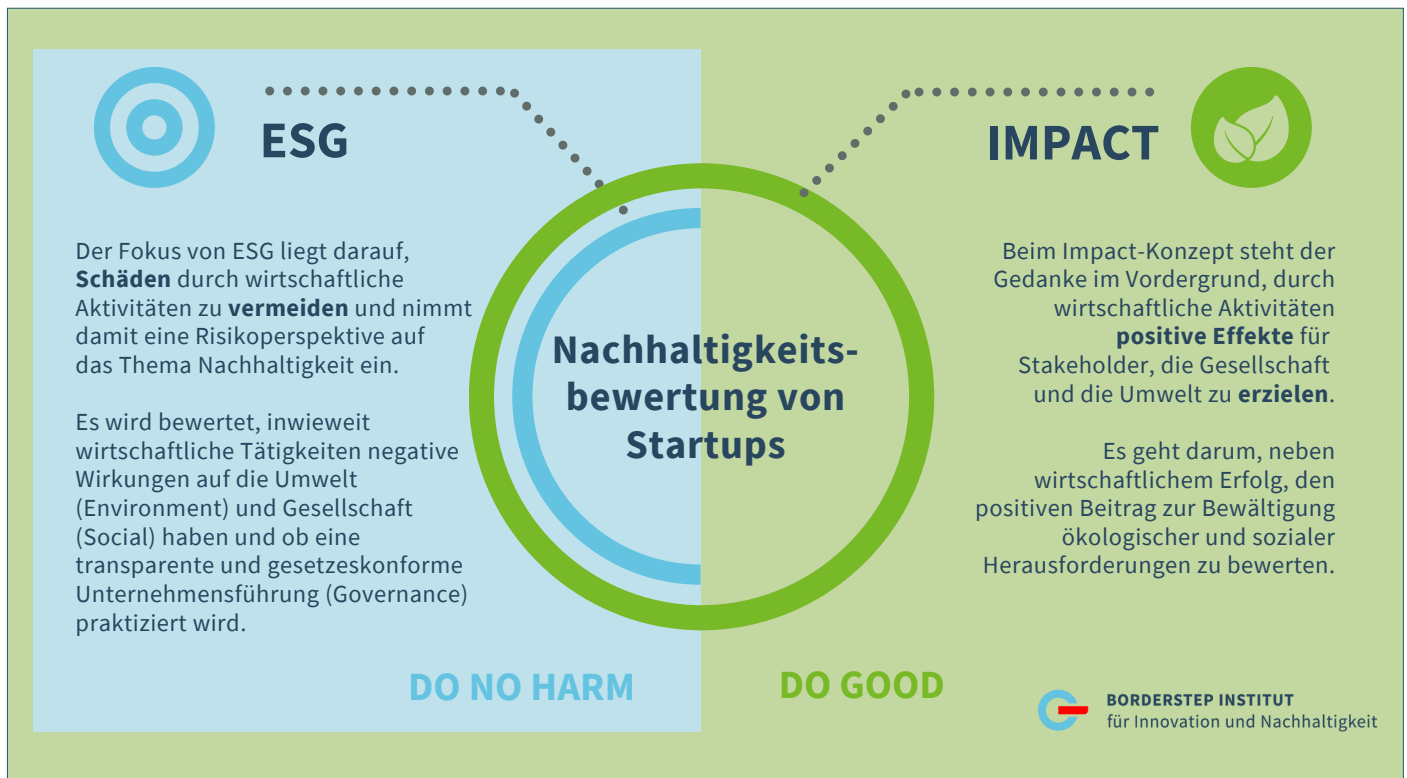 ESG
Der Fokus von ESG liegt darauf,
Schäden durch wirtschaftliche
Aktivitäten zu vermeiden und nimmt
damit eine Risikoperspektive auf
das Thema Nachhaltigkeit ein.
Es wird bewertet, inwieweit
wirtschaftliche Tätigkeiten negative
Wirkungen auf die Umwelt
(Environment) und Gesellschaft
(Social) haben und ob eine
transparente und gesetzeskonforme
Unternehmensführung (Governance)
praktiziert wird.
DO NO HARM
Nachhaltigkeits-
bewertung von
Startups
IMPACT
Beim Impact-Konzept steht der
Gedanke im Vordergrund, durch
wirtschaftliche Aktivitäten
positive Effekte für
Stakeholder, die Gesellschaft
und die Umwelt zu erzielen.
Es geht darum, neben
wirtschaftlichem Erfolg, den
positiven Beitrag zur Bewältigung
ökologischer und sozialer
Herausforderungen zu bewerten.
DO GOOD
BORDERSTEP INSTITUT
für Innovation und Nachhaltigkeit